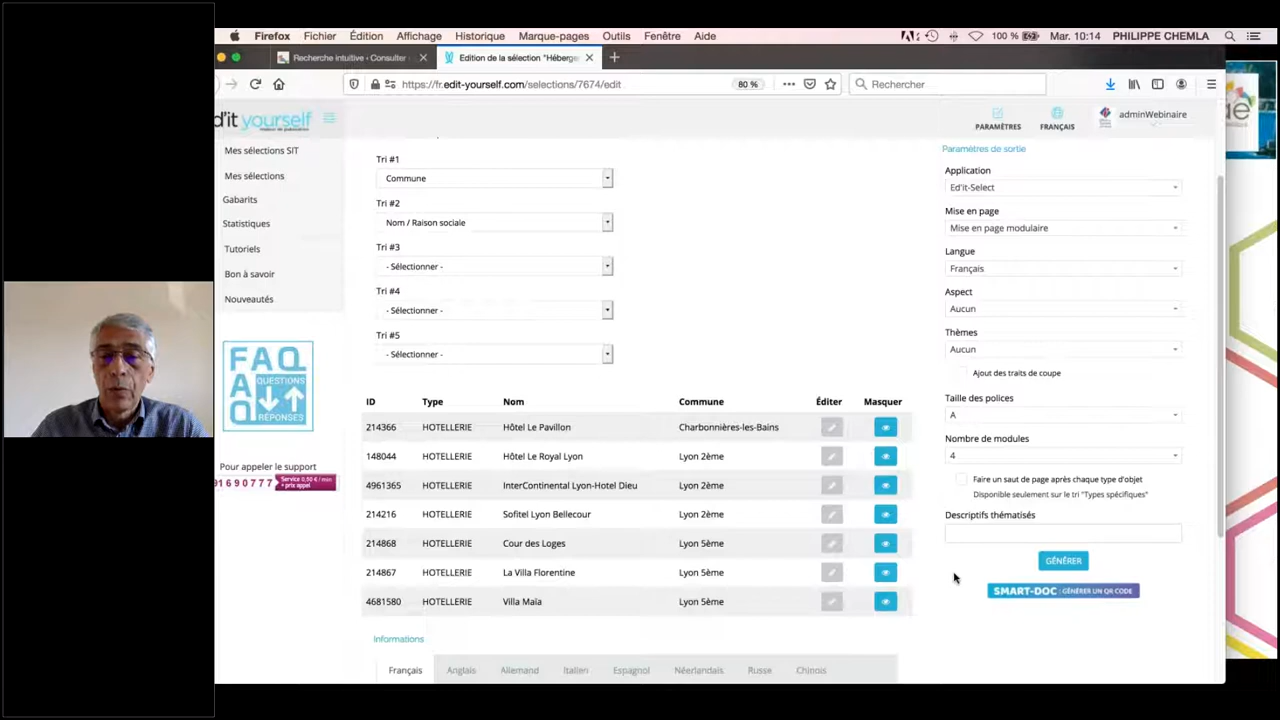 Firefox Fichier Édition Affichage Historique Marque-pages Outils Fenêtre Aide 100 % Mar. 10:14 PHILIPPE CHEMLA
Recherche intuitive ‹ Consulter
Edition de la sélection "Héberge
https://fr.edit-yourself.com/selections/7674/edit
80 %
Rechercher
d'it yourself
PARAMÈTRES
FRANÇAIS
adminWebinaire
Mes sélections SIT
Mes sélections
Gabarits
Statistiques
Tutoriels
Bon à savoir
Nouveautés
FAQ
QUESTIONS
RÉPONSES
Pour appeler le support
91690777
Service 0,50 € / min
+ prix appel
Tri #1
Commune
Tri #2
Nom / Raison sociale
Tri #3
- Sélectionner -
Tri #4
- Sélectionner -
Tri #5
- Sélectionner -
ID Type Nom Commune Éditer Masquer
214366 HOTELLERIE Hôtel Le Pavillon Charbonnières-les-Bains
148044 HOTELLERIE Hôtel Le Royal Lyon Lyon 2ème
4961365 HOTELLERIE InterContinental Lyon-Hotel Dieu Lyon 2ème
214216 HOTELLERIE Sofitel Lyon Bellecour Lyon 2ème
214868 HOTELLERIE Cour des Loges Lyon 5ème
214867 HOTELLERIE La Villa Florentine Lyon 5ème
4681580 HOTELLERIE Villa Maïa Lyon 5ème
Informations
Français Anglais Allemand Italien Espagnol Néerlandais Russe Chinois
Paramètres de sortie
Application
Ed'it-Select
Mise en page
Mise en page modulaire
Langue
Français
Aspect
Aucun
Thèmes
Aucun
Ajout des traits de coupe
Taille des polices
A
Nombre de modules
4
Faire un saut de page après chaque type d'objet
Disponible seulement sur le tri "Types spécifiques"
Descriptifs thématisés
GÉNÉRER
SMART-DOC | GÉNÉRER UN QR CODE